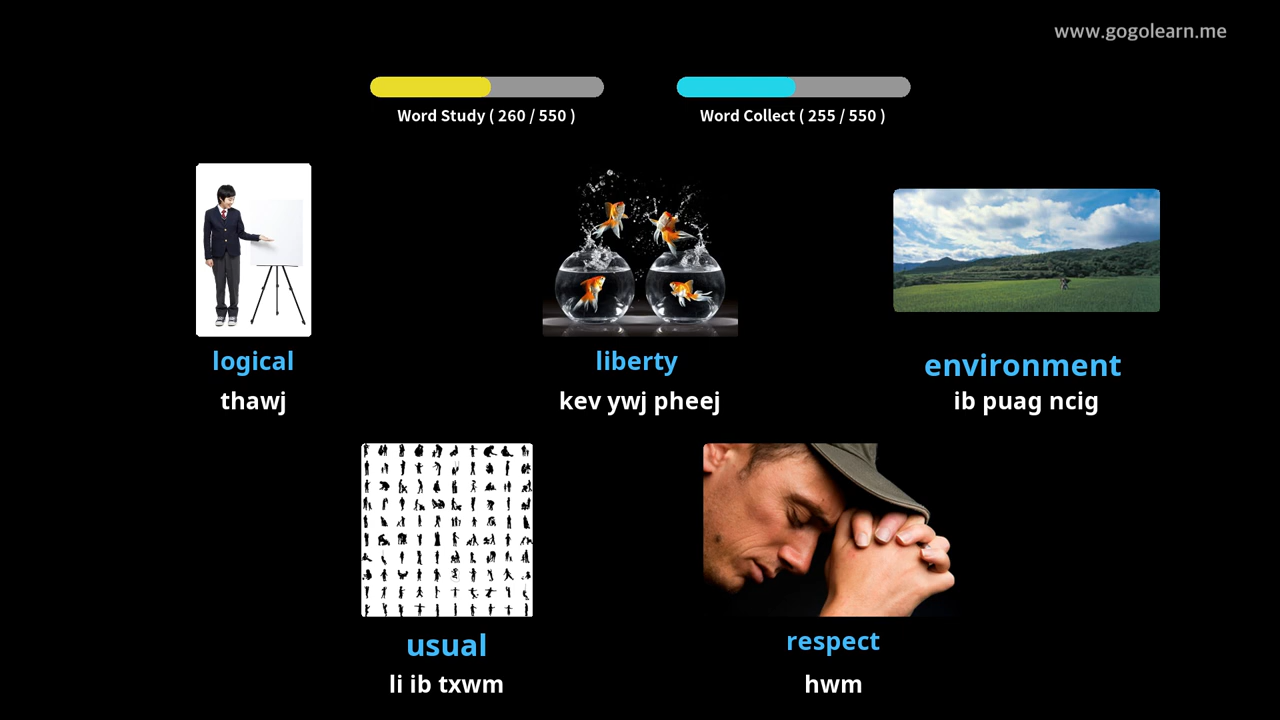 www.gogolearn.me
Word Study ( 260 / 550 )
Word Collect ( 255 / 550 )
logical
thawj
liberty
kev ywj pheej
environment
ib puag ncig
usual
li ib txwm
respect
hwm